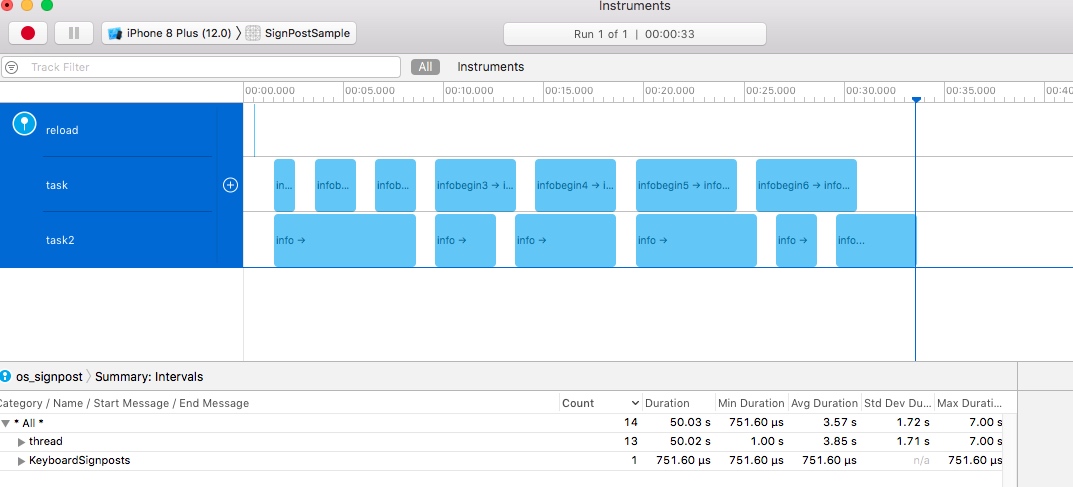 Instruments
iPhone 8 Plus (12.0) 〉 SignPostSample
Run 1 of 1 | 00:00:33
Track Filter
All Instruments
00:00.000 00:05.000 00:10.000 00:15.000 00:20.000 00:25.000 00:30.000 00:35.000 00:40
reload
task in... infob... infob... infobegin3 → i... infobegin4 → i... infobegin5 → info... infobegin6 → info...
task2 info → info → info → info → info → info...
os_signpost 〉 Summary: Intervals
Category / Name / Start Message / End Message Count Duration Min Duration Avg Duration Std Dev Du... Max Durati...
* All * 14 50.03 s 751.60 µs 3.57 s 1.72 s 7.00 s
thread 13 50.02 s 1.00 s 3.85 s 1.71 s 7.00 s
KeyboardSignposts 1 751.60 µs 751.60 µs 751.60 µs n/a 751.60 µs